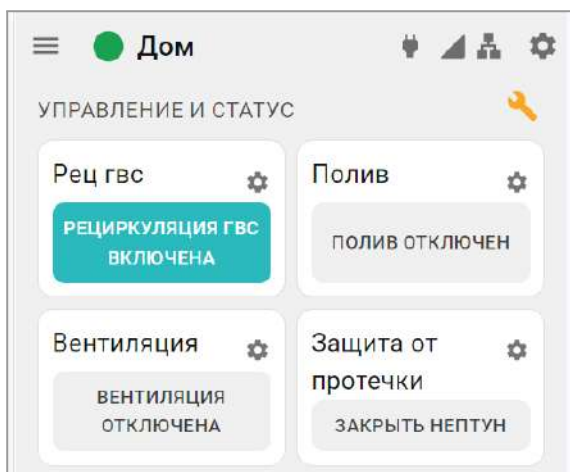 Дом
УПРАВЛЕНИЕ И СТАТУС
Рец гвс
РЕЦИРКУЛЯЦИЯ ГВС
ВКЛЮЧЕНА
Полив
ПОЛИВ ОТКЛЮЧЕН
Вентиляция
ВЕНТИЛЯЦИЯ
ОТКЛЮЧЕНА
Защита от
протечки
ЗАКРЫТЬ НЕПТУН